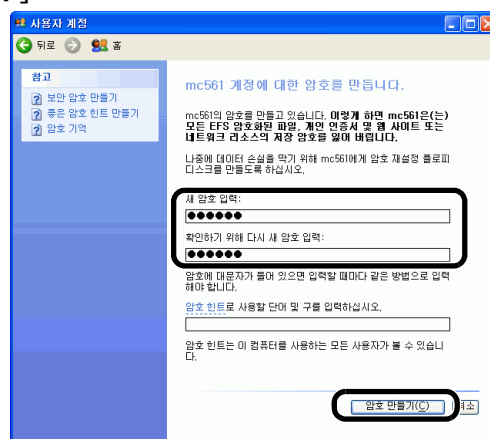 사용자 계정
뒤로
홈
참고
보안 암호 만들기
좋은 암호 힌트 만들기
암호 기억
mc561 계정에 대한 암호를 만듭니다.
mc561의 암호를 만들고 있습니다. 이렇게 하면 mc561은(는)
모든 EFS 암호화된 파일, 개인 인증서 및 웹 사이트 또는
네트워크 리소스의 저장 암호를 잃어 버립니다.
나중에 데이터 손실을 막기 위해 mc561에게 암호 재설정 플로피
디스크를 만들도록 하십시오.
새 암호 입력:
●●●●●●
확인하기 위해 다시 새 암호 입력:
●●●●●●
암호에 대문자가 들어 있으면 입력할 때마다 같은 방법으로 입력
해야 합니다.
암호 힌트로 사용할 단어 및 구를 입력하십시오.
암호 힌트는 이 컴퓨터를 사용하는 모든 사용자가 볼 수 있습니
다.
암호 만들기(C)
소